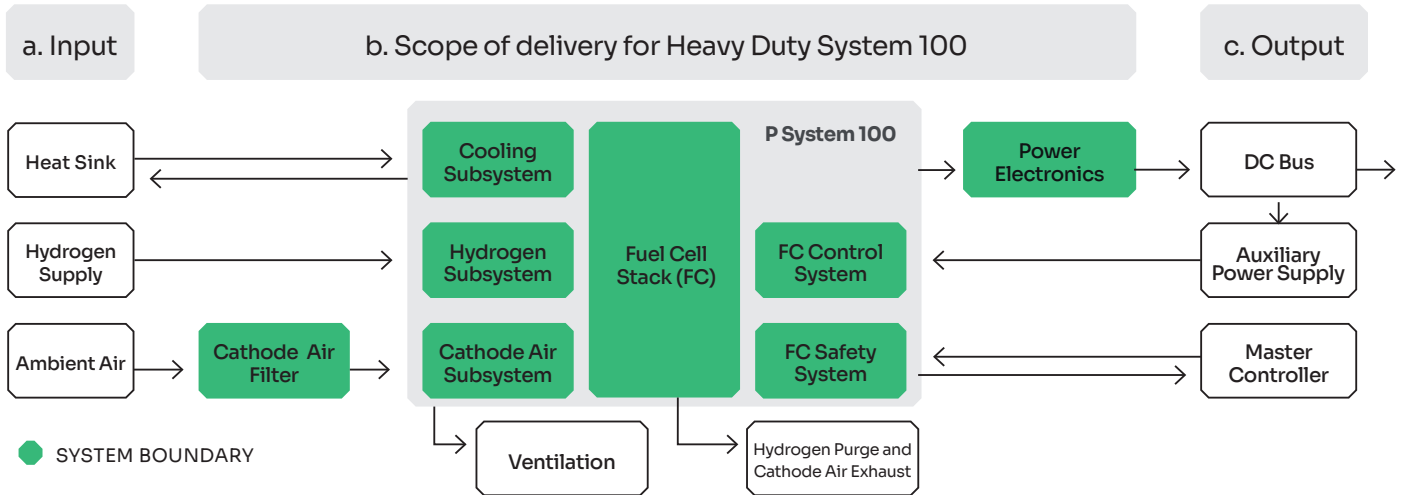 a. Input
b. Scope of delivery for Heavy Duty System 100
c. Output
P System 100
Heat Sink
Cooling
Subsystem
Power
Electronics
DC Bus
Hydrogen
Supply
Hydrogen
Subsystem
Fuel Cell
Stack (FC)
FC Control
System
Auxiliary
Power Supply
Ambient Air
Cathode Air
Filter
Cathode Air
Subsystem
FC Safety
System
Master
Controller
SYSTEM BOUNDARY
Ventilation
Hydrogen Purge and
Cathode Air Exhaust